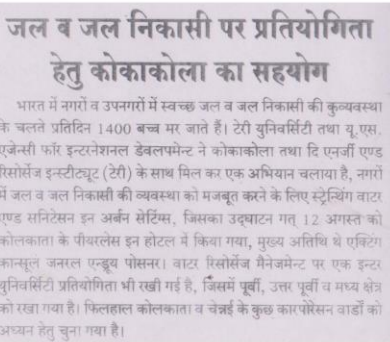 जल व जल निकासी पर प्रतियोगिता
हेतु कोकाकोला का सहयोग
भारत में नगरों व उपनगरों में स्वच्छ जल व जल निकासी की कुव्यवस्था
के चलते प्रतिदिन 1400 बच्च मर जाते हैं। टेरी युनिवर्सिटी तथा यू.एस.
एजेन्सी फॉर इन्टरनेशनल डेवलपमेन्ट ने कोकाकोला तथा दि एनर्जी एण्ड
रिसोर्सेज इन्स्टीट्यूट (टेरी) के साथ मिल कर एक अभियान चलाया है, नगरों
में जल व जल निकासी की व्यवस्था को मजबूत करने के लिए स्ट्रेन्थिंग वाटर
एण्ड सनिटेसन इन अर्बन सेटिंग्स, जिसका उद्घाटन गत् 12 अगस्त को
कोलकाता के पीयरलेस इन होटल में किया गया, मुख्य अतिथि थे एक्टिंग
कान्सूल जनरल एन्ड्रूय पोसनर। वाटर रिसोर्सेज मैनेजमेन्ट पर एक इन्टर
युनिवर्सिटी प्रतियोगिता भी रखी गई है, जिसमें पूर्वी, उत्तर पूर्वी व मध्य क्षेत्र
को रखा गया है। फिलहाल कोलकाता व चेन्नई के कुछ कारपोरेसन वार्डों को
अध्यन हेतु चुना गया है।